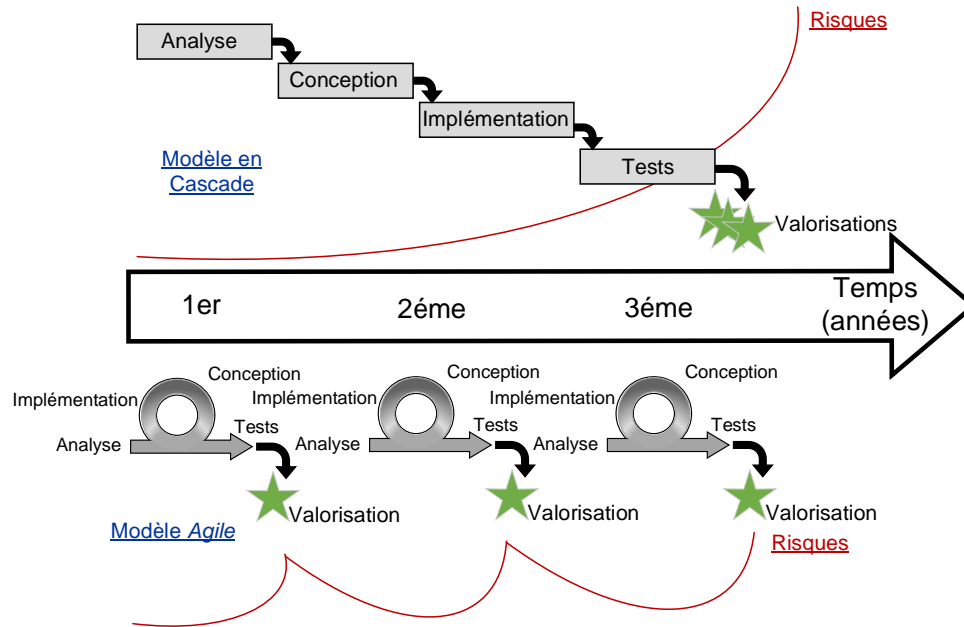 Risques
Analyse
Conception
Implémentation
Modèle en
Cascade
Tests
Valorisations
1er
2éme
3éme
Temps
(années)
Conception
Implémentation
Analyse
Tests
Valorisation
Conception
Implémentation
Analyse
Tests
Valorisation
Conception
Implémentation
Analyse
Tests
Valorisation
Modèle Agile
Risques